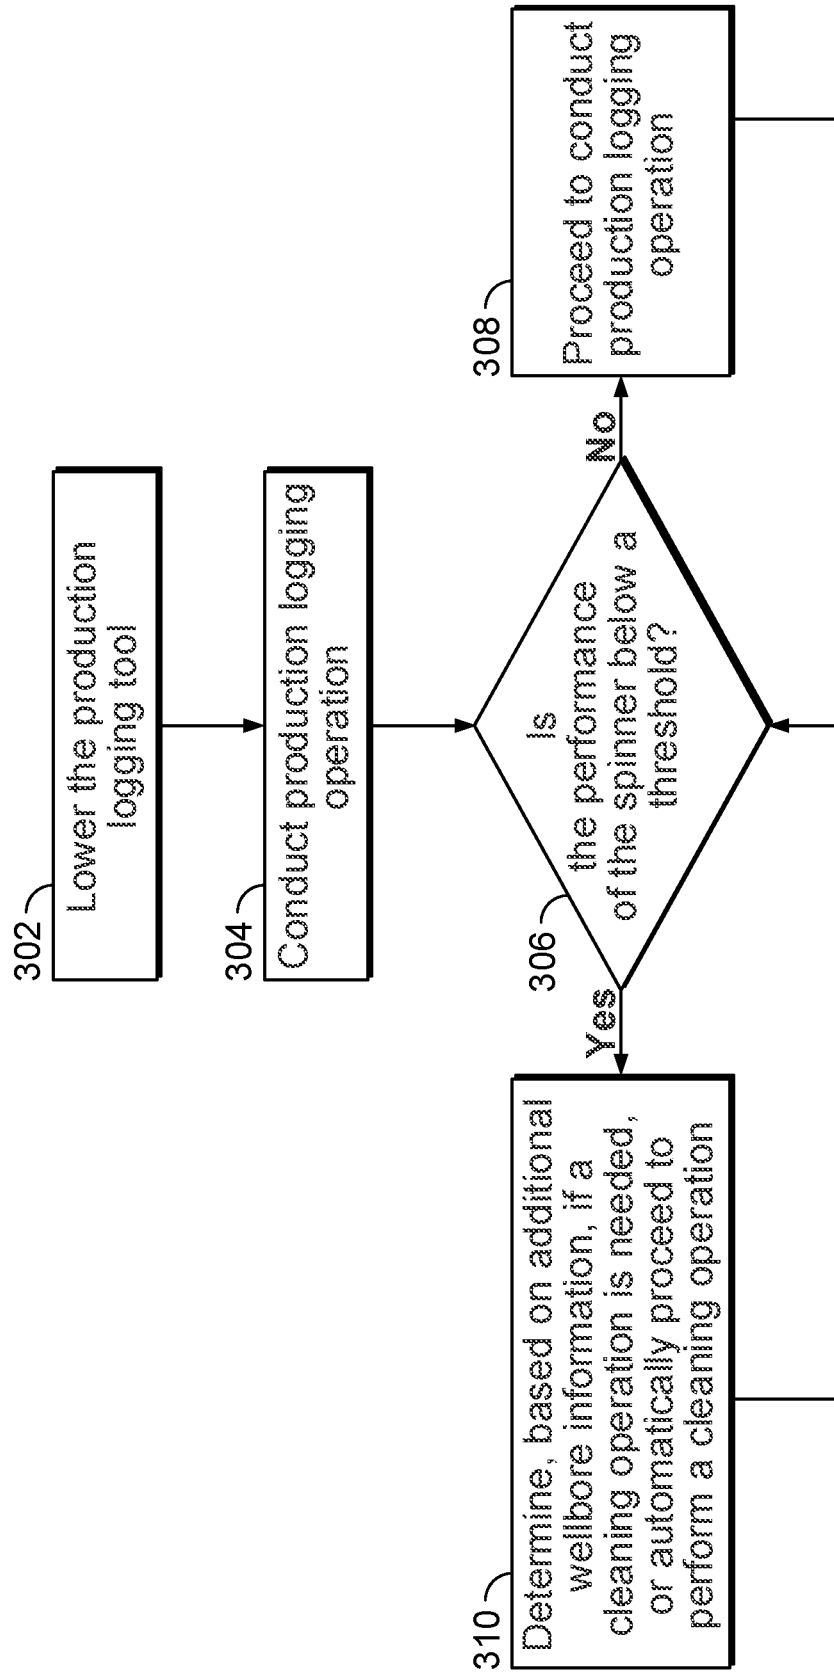 302
Lower the production
logging tool
304
Conduct production logging
operation
306
Is
the performance
of the spinner below a
threshold?
Yes
No
310
Determine, based on additional
wellbore information, if a
cleaning operation is needed,
or automatically proceed to
perform a cleaning operation
308
Proceed to conduct
production logging
operation